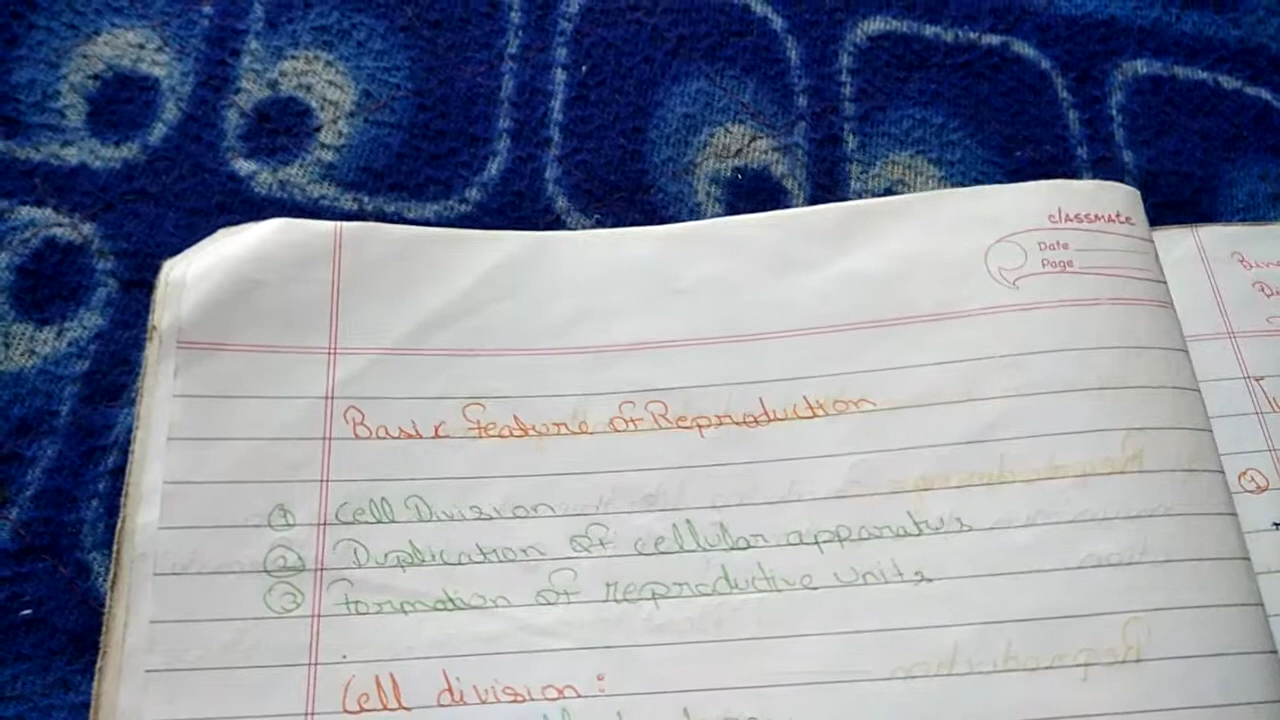 classmate
Date
Page
Basic feature of Reproduction
① Cell Division
② Duplication of cellular apparatus
③ formation of reproductive units
Cell division: